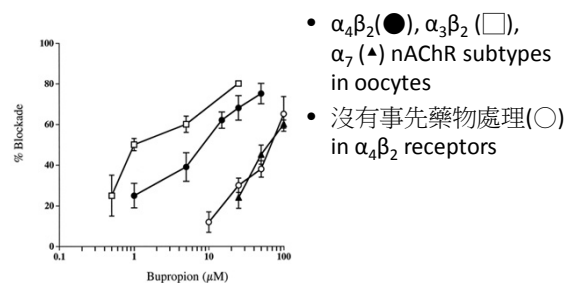 100
80
60
40
20
0
% Blockade
0.1
1
10
100
Bupropion (µM)
• α₄β₂(●), α₃β₂ (□),
α₇ (▲) nAChR subtypes
in oocytes
• 沒有事先藥物處理(○)
in α₄β₂ receptors